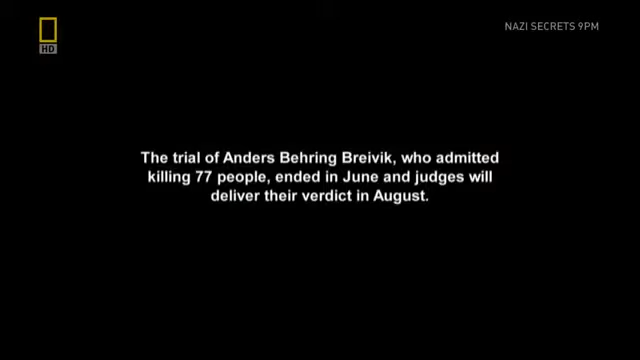 NAZI SECRETS 9PM
HD
The trial of Anders Behring Breivik, who admitted
killing 77 people, ended in June and judges will
deliver their verdict in August.